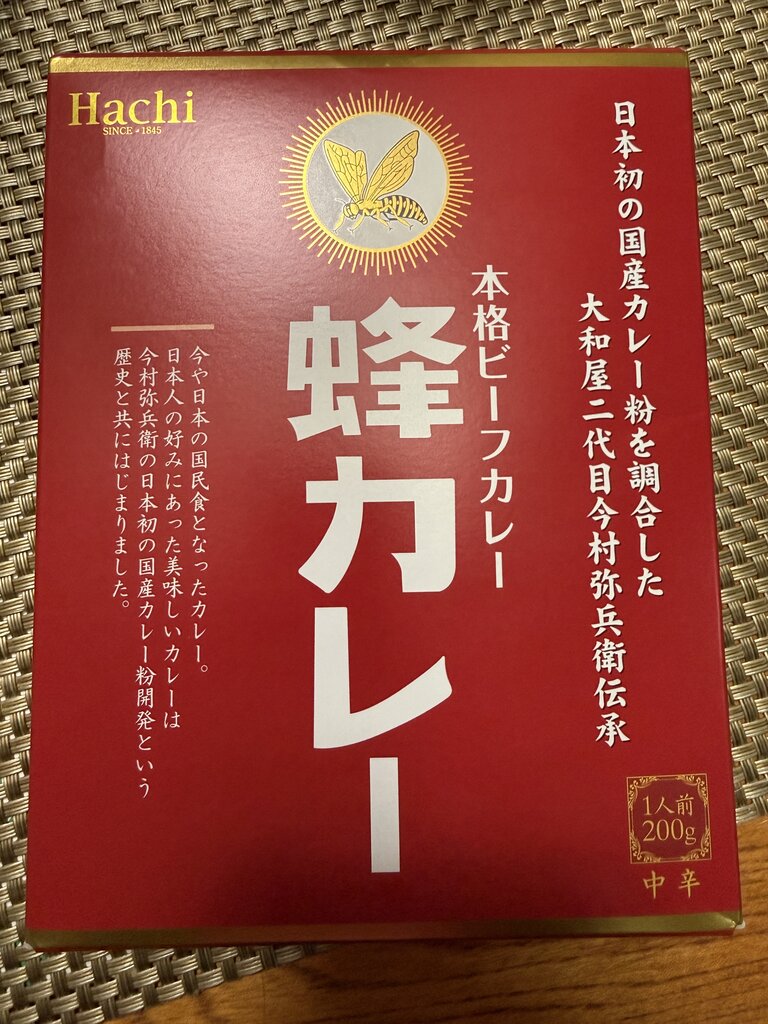 Hachi
SINCE 1845
日本初の国産カレー粉を調合した
大和屋二代目今村弥兵衛伝承
本格ビーフカレー
蜂カレー
今や日本の国民食となったカレー。
日本人の好みにあった美味しいカレーは
今村弥兵衛の日本初の国産カレー粉開発という
歴史と共にはじまりました。
1人前
200g
中辛